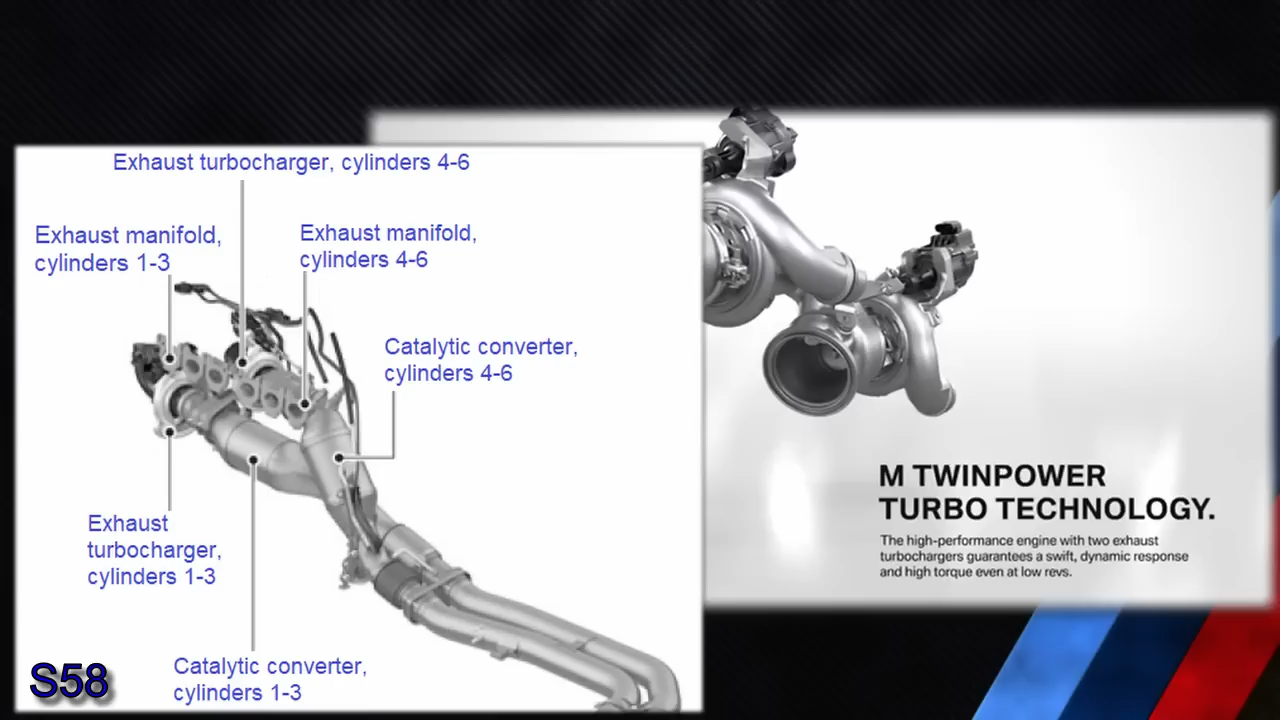 Exhaust turbocharger, cylinders 4-6
Exhaust manifold,
cylinders 1-3
Exhaust manifold,
cylinders 4-6
Catalytic converter,
cylinders 4-6
Exhaust
turbocharger,
cylinders 1-3
Catalytic converter,
cylinders 1-3
S58
M TWINPOWER
TURBO TECHNOLOGY.
The high-performance engine with two exhaust
turbochargers guarantees a swift, dynamic response
and high torque even at low revs.